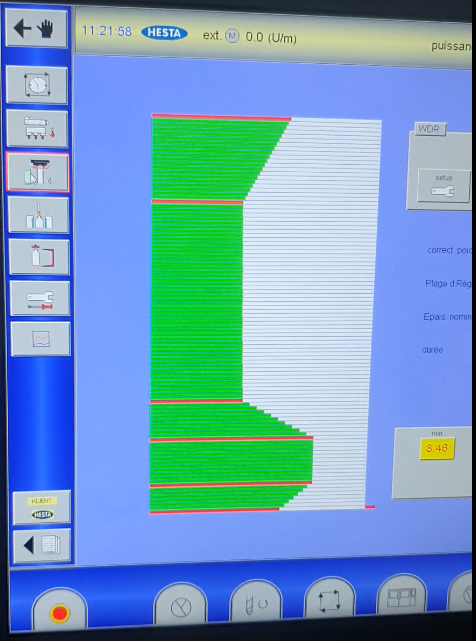 11:21:58 HESTA ext. M 0.0 (U/m)
puissan
WDR
setup
correct. poid
Plage d.Rég
Epais. nomin
durée
min.
8.46
KLIENT
HESTA